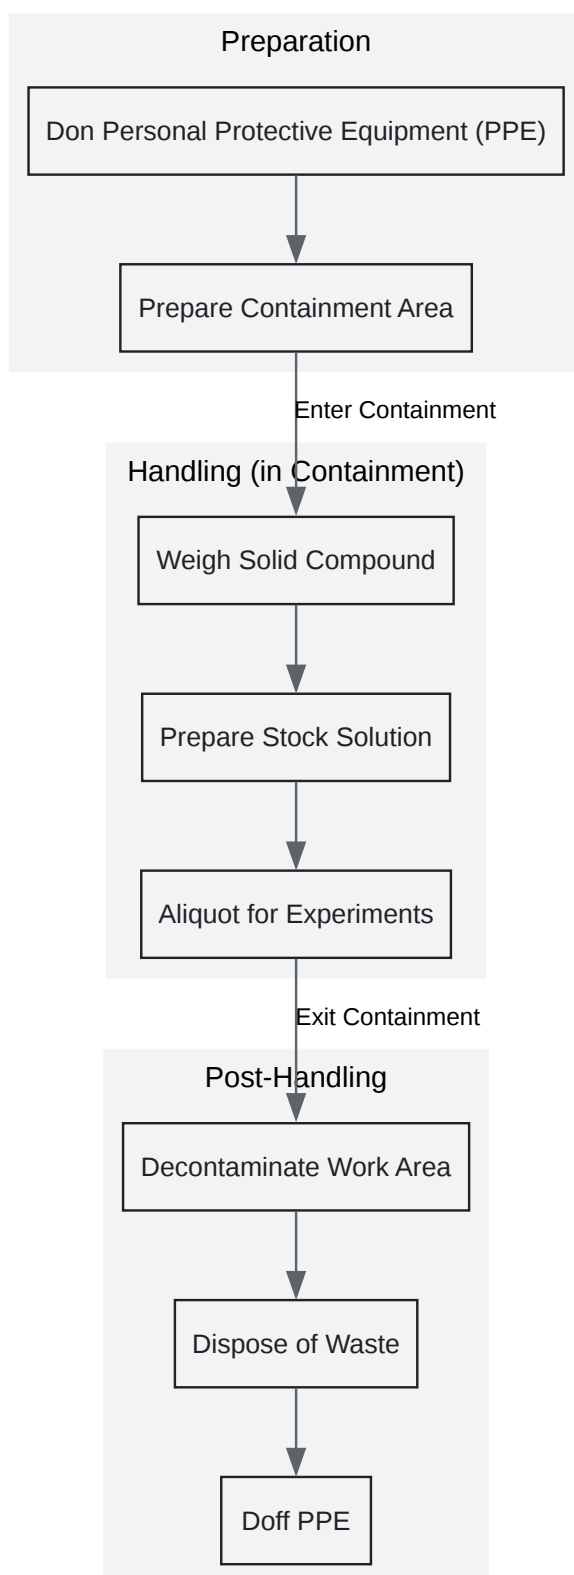 Preparation
Don Personal Protective Equipment (PPE)
Prepare Containment Area
Enter Containment
Handling (in Containment)
Weigh Solid Compound
Prepare Stock Solution
Aliquot for Experiments
Exit Containment
Post-Handling
Decontaminate Work Area
Dispose of Waste
Doff PPE